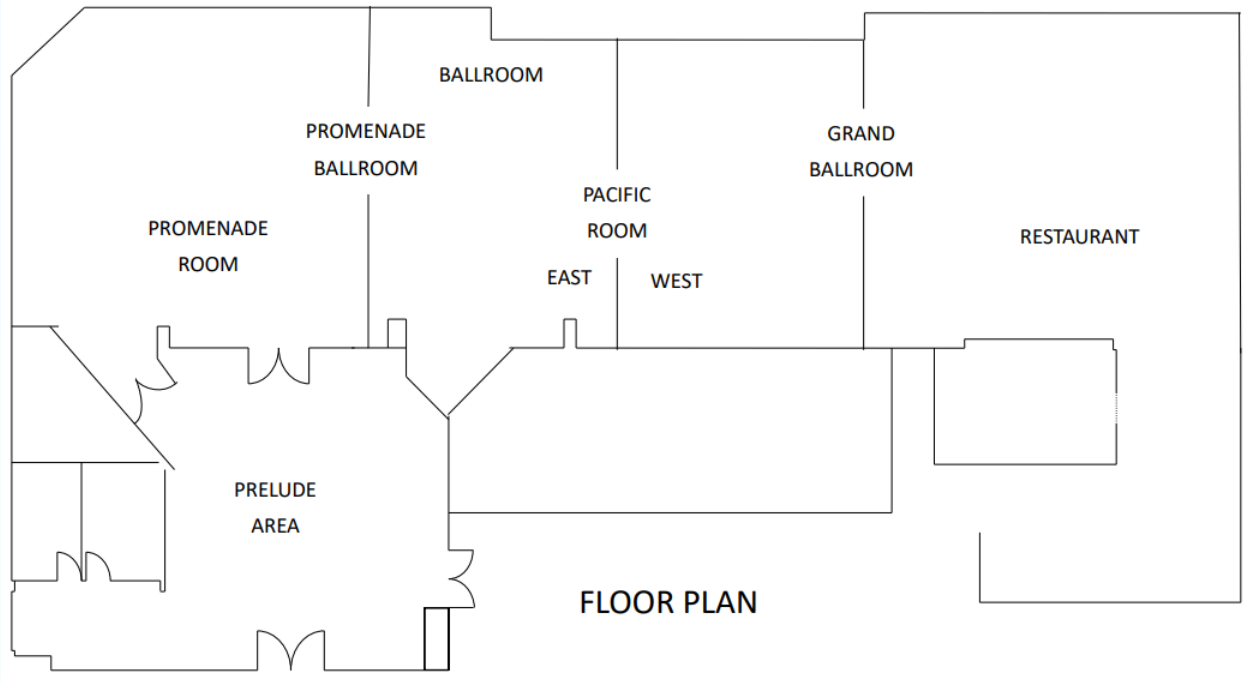 BALLROOM
PROMENADE
BALLROOM
GRAND
BALLROOM
PACIFIC
ROOM
PROMENADE
ROOM
RESTAURANT
EAST
WEST
PRELUDE
AREA
FLOOR PLAN